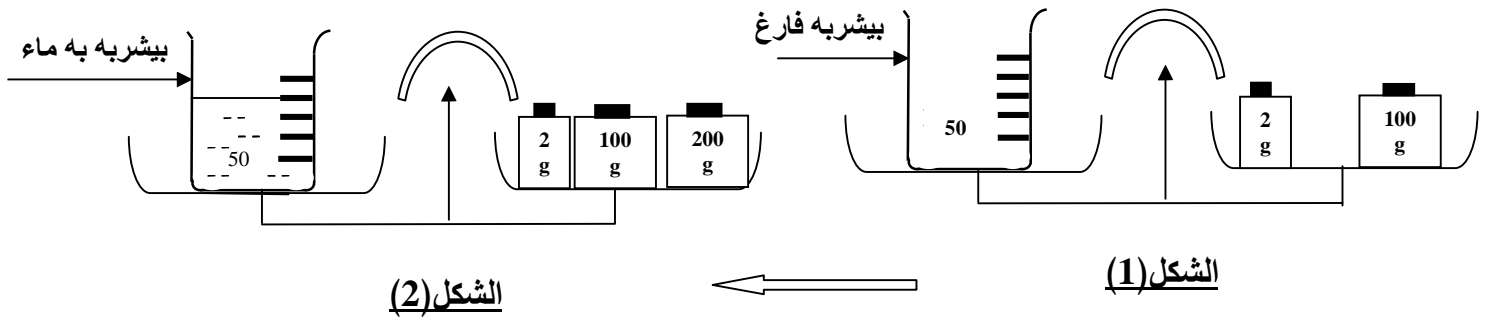 بيشربه فارغ
50
2
g
100
g
الشكل(1)
بيشربه به ماء
50
2
g
100
g
200
g
الشكل(2)